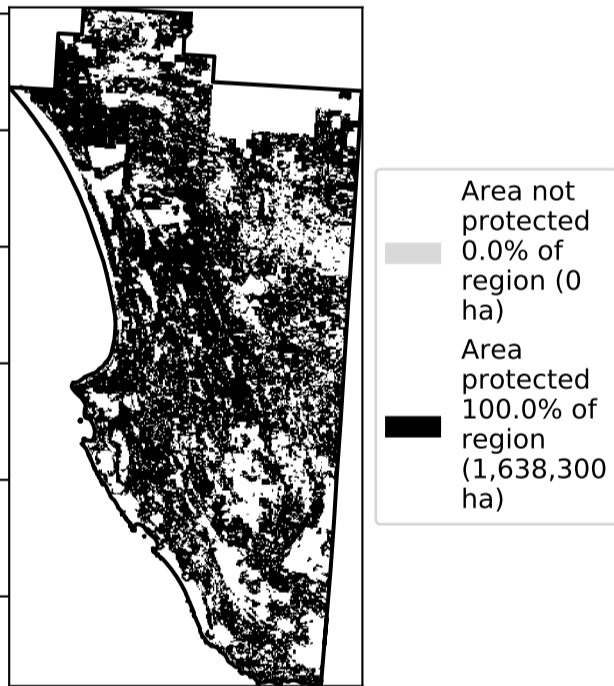 Area not
protected
0.0% of
region (0
ha)
Area
protected
100.0% of
region
(1,638,300
ha)